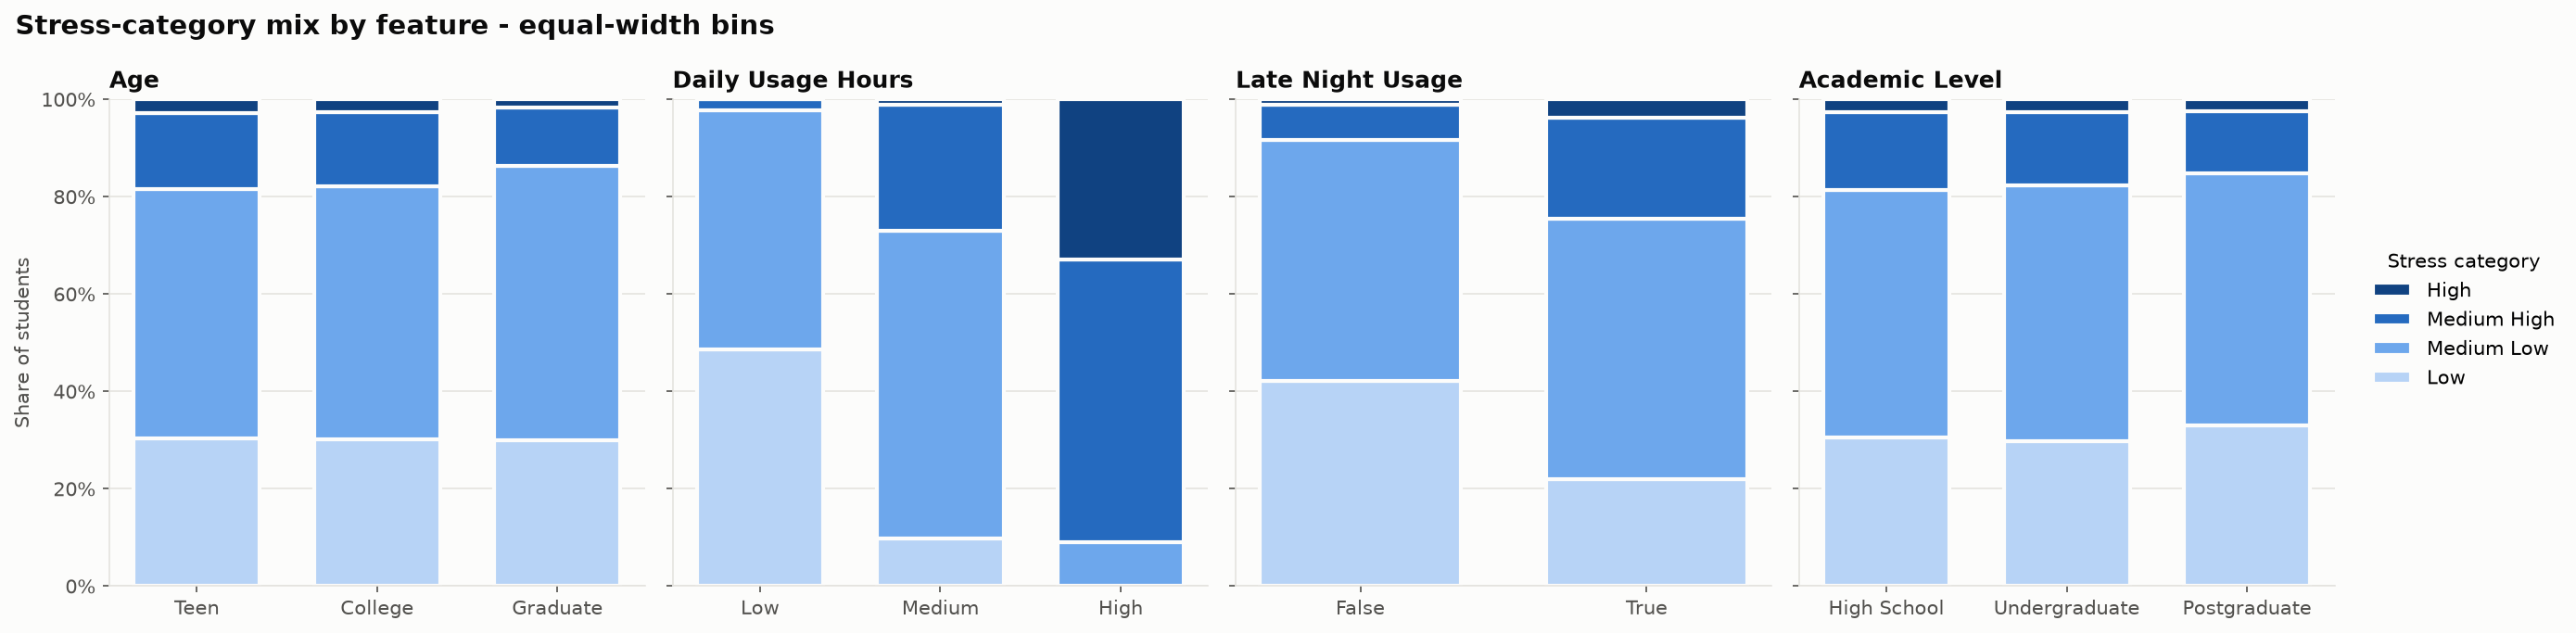 Stress-category mix by feature - equal-width bins
Age
Daily Usage Hours
Late Night Usage
Academic Level
Share of students
100%
80%
60%
40%
20%
0%
Teen
College
Graduate
Low
Medium
High
False
True
High School
Undergraduate
Postgraduate
Stress category
High
Medium High
Medium Low
Low